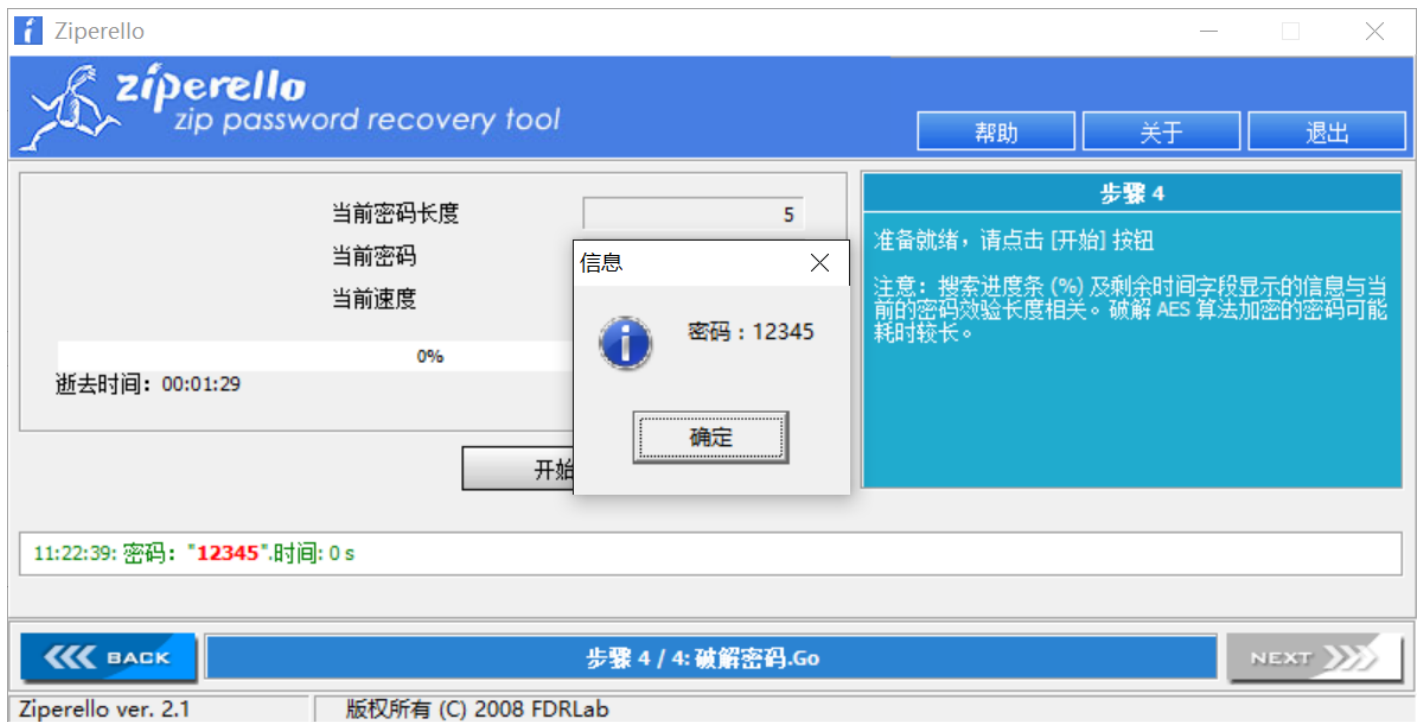 Ziperello
ziperello
zip password recovery tool
帮助
关于
退出
当前密码长度
5
当前密码
当前速度
0%
逝去时间：00:01:29
开始
信息
密码：12345
确定
步骤 4
准备就绪，请点击 [开始] 按钮
注意：搜索进度条 (%) 及剩余时间字段显示的信息与当
前的密码效验长度相关。破解 AES 算法加密的密码可能
耗时较长。
11:22:39: 密码："12345".时间: 0 s
BACK
步骤 4 / 4: 破解密码.Go
NEXT
Ziperello ver. 2.1
版权所有 (C) 2008 FDRLab